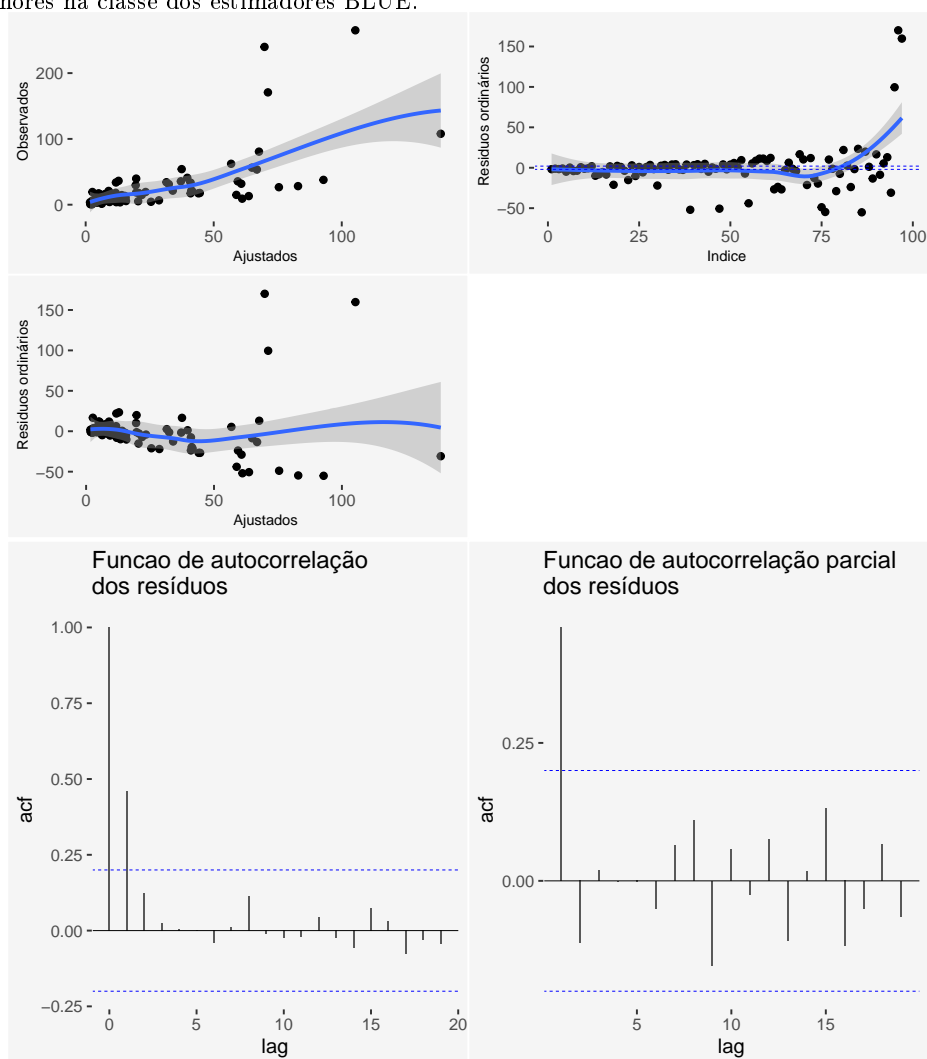 na classe dos estimadores BLUE.
200
100
0
Observados
0 50 100
Ajustados
150
100
50
0
−50
Residuos ordinários
0 25 50 75 100
Indice
150
100
50
0
−50
Residuos ordinários
0 50 100
Ajustados
Funcao de autocorrelação
dos resíduos
1.00
0.75
0.50
0.25
0.00
−0.25
acf
0 5 10 15 20
lag
Funcao de autocorrelação parcial
dos resíduos
0.25
0.00
acf
5 10 15
lag